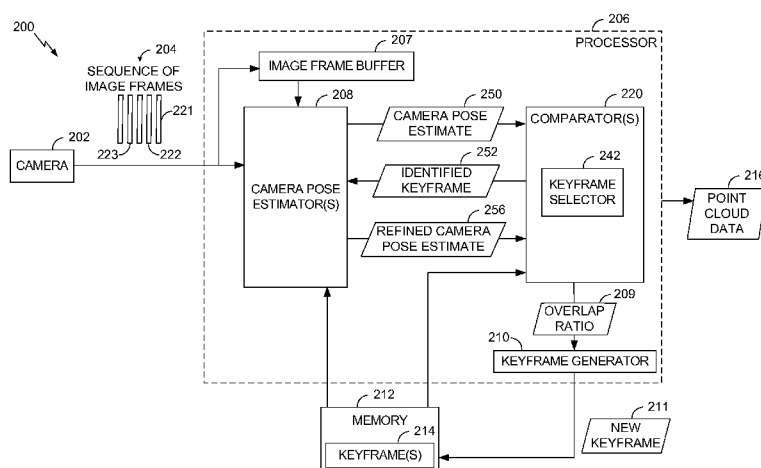 200
204
SEQUENCE OF
IMAGE FRAMES
221
202
223
222
CAMERA
206
PROCESSOR
207
IMAGE FRAME BUFFER
208
CAMERA POSE
ESTIMATOR(S)
250
CAMERA POSE
ESTIMATE
252
IDENTIFIED
KEYFRAME
256
REFINED CAMERA
POSE ESTIMATE
220
COMPARATOR(S)
242
KEYFRAME
SELECTOR
216
POINT
CLOUD
DATA
209
OVERLAP
RATIO
210
KEYFRAME GENERATOR
212
MEMORY
214
KEYFRAME(S)
211
NEW
KEYFRAME